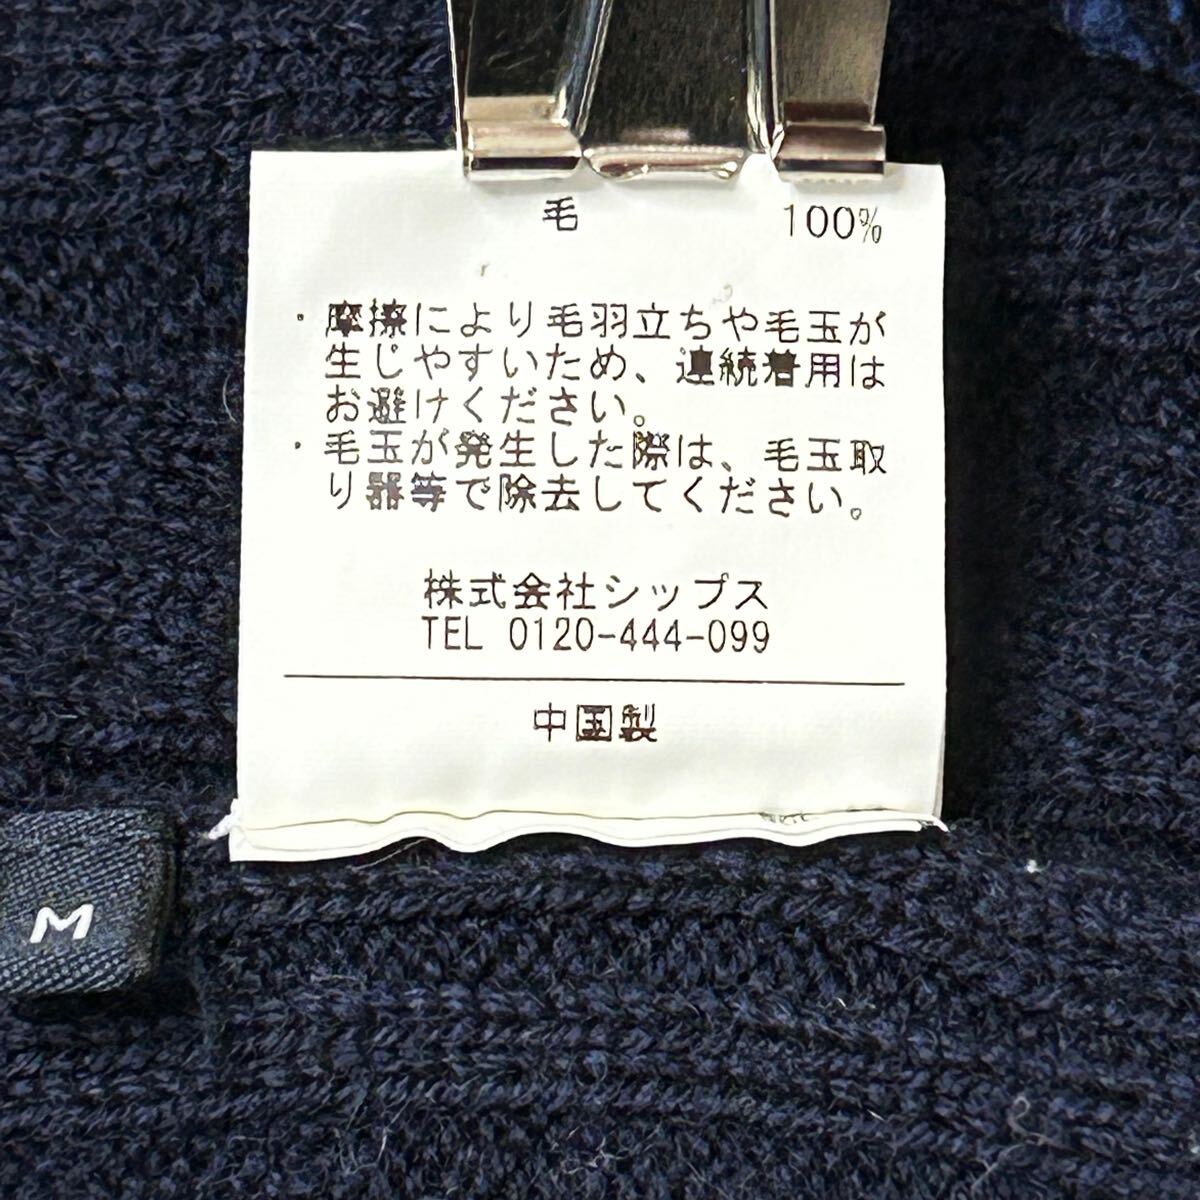 毛 100%
・摩擦により毛羽立ちや毛玉が
生じやすいため、連続着用は
お避けください。
・毛玉が発生した際は、毛玉取
り器等で除去してください。
株式会社シップス
TEL 0120-444-099
中国製
M